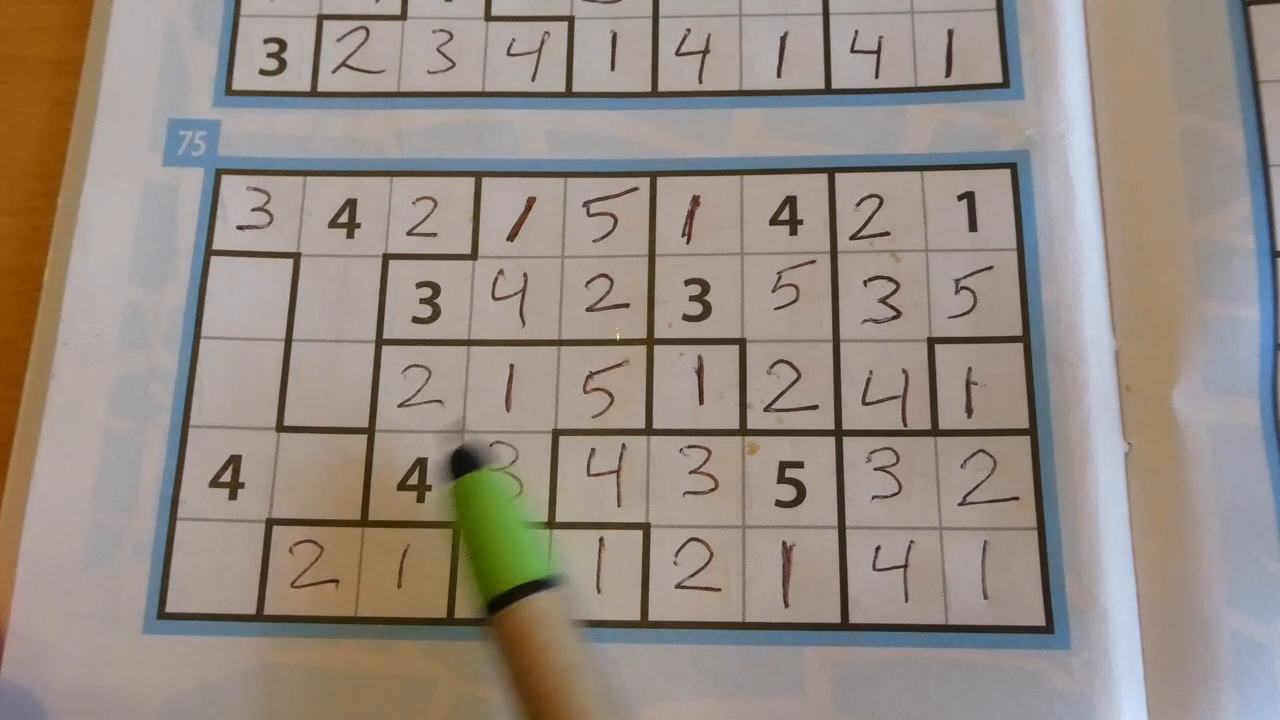 3 2 3 4 1 4 1 4 1
75
3 4 2 1 5 1 4 2 1
3 4 2 3 5 3 5
2 1 5 1 2 4 1
4 4 3 4 3 5 3 2
2 1 1 2 1 4 1